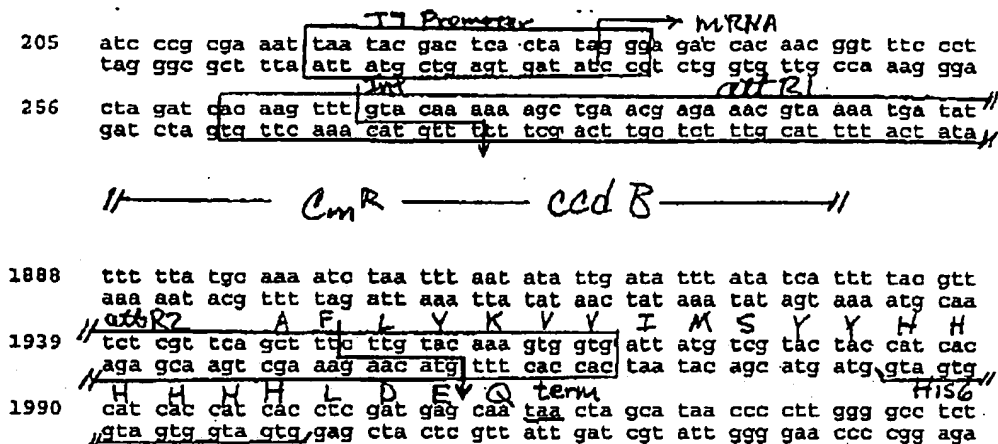 T7 Promoter mRNA
205 atc ccg cga aat taa tac gac tca cta tag gga gac cac aac ggt ttc cct
tag ggc gct tta att atg ctg agt gat atc cct ctg gtg ttg cca aag gga
Int attR1
256 cta gat cac aag ttt gta caa aaa agc tga acg aga aac gta aaa tga tat
gat cta gtg ttc aaa cat gtt ttt tcg act tgc tct ttg cat ttt act ata
CmR ccdB
1888 ttt tta tgc aaa atc taa ttt aat ata ttg ata ttt ata tca ttt tac gtt
aaa aat acg ttt tag att aaa tta tat aac tat aaa tat agt aaa atg caa
attR2 A F L Y K V V I M S Y Y H H
1939 tct cgt tca gct ttc ttg tac aaa gtg gtg att atg tcg tac tac cat cac
aga gca agt cga aag aac atg ttt cac cac taa tac agc atg atg gta gtg
H H H H L D E Q term His6
1990 cat cac cat cac ctc gat gag caa taa cta gca taa ccc ctt ggg gcc tct
gta gtg gta gtg gag cta ctc gtt att gat cgt att ggg gaa ccc cgg aga